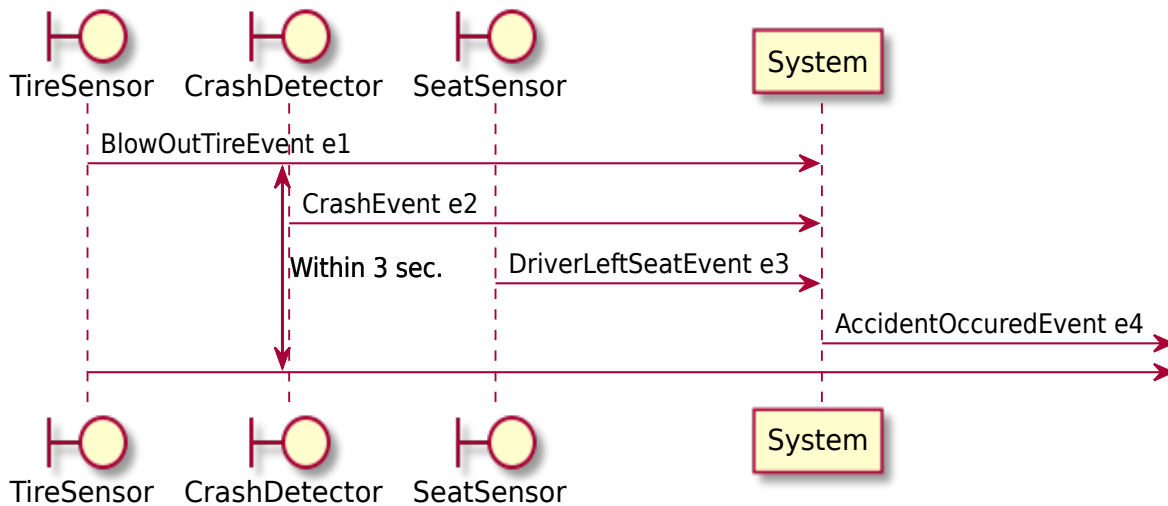 TireSensor CrashDetector SeatSensor System
BlowOutTireEvent e1
CrashEvent e2
Within 3 sec.
DriverLeftSeatEvent e3
AccidentOccuredEvent e4
TireSensor CrashDetector SeatSensor System